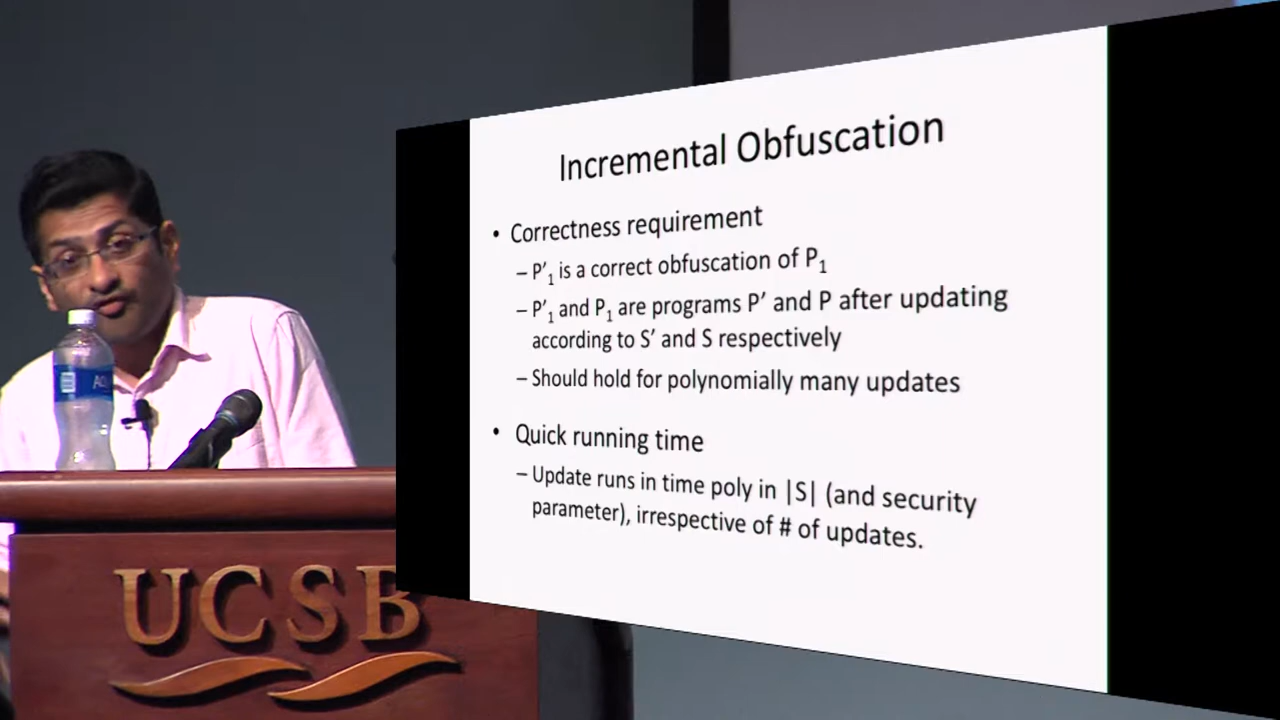 Incremental Obfuscation
• Correctness requirement
– P′₁ is a correct obfuscation of P₁
– P′₁ and P₁ are programs P′ and P after updating
according to S′ and S respectively
– Should hold for polynomially many updates
• Quick running time
– Update runs in time poly in |S| (and security
parameter), irrespective of # of updates.
UCSB